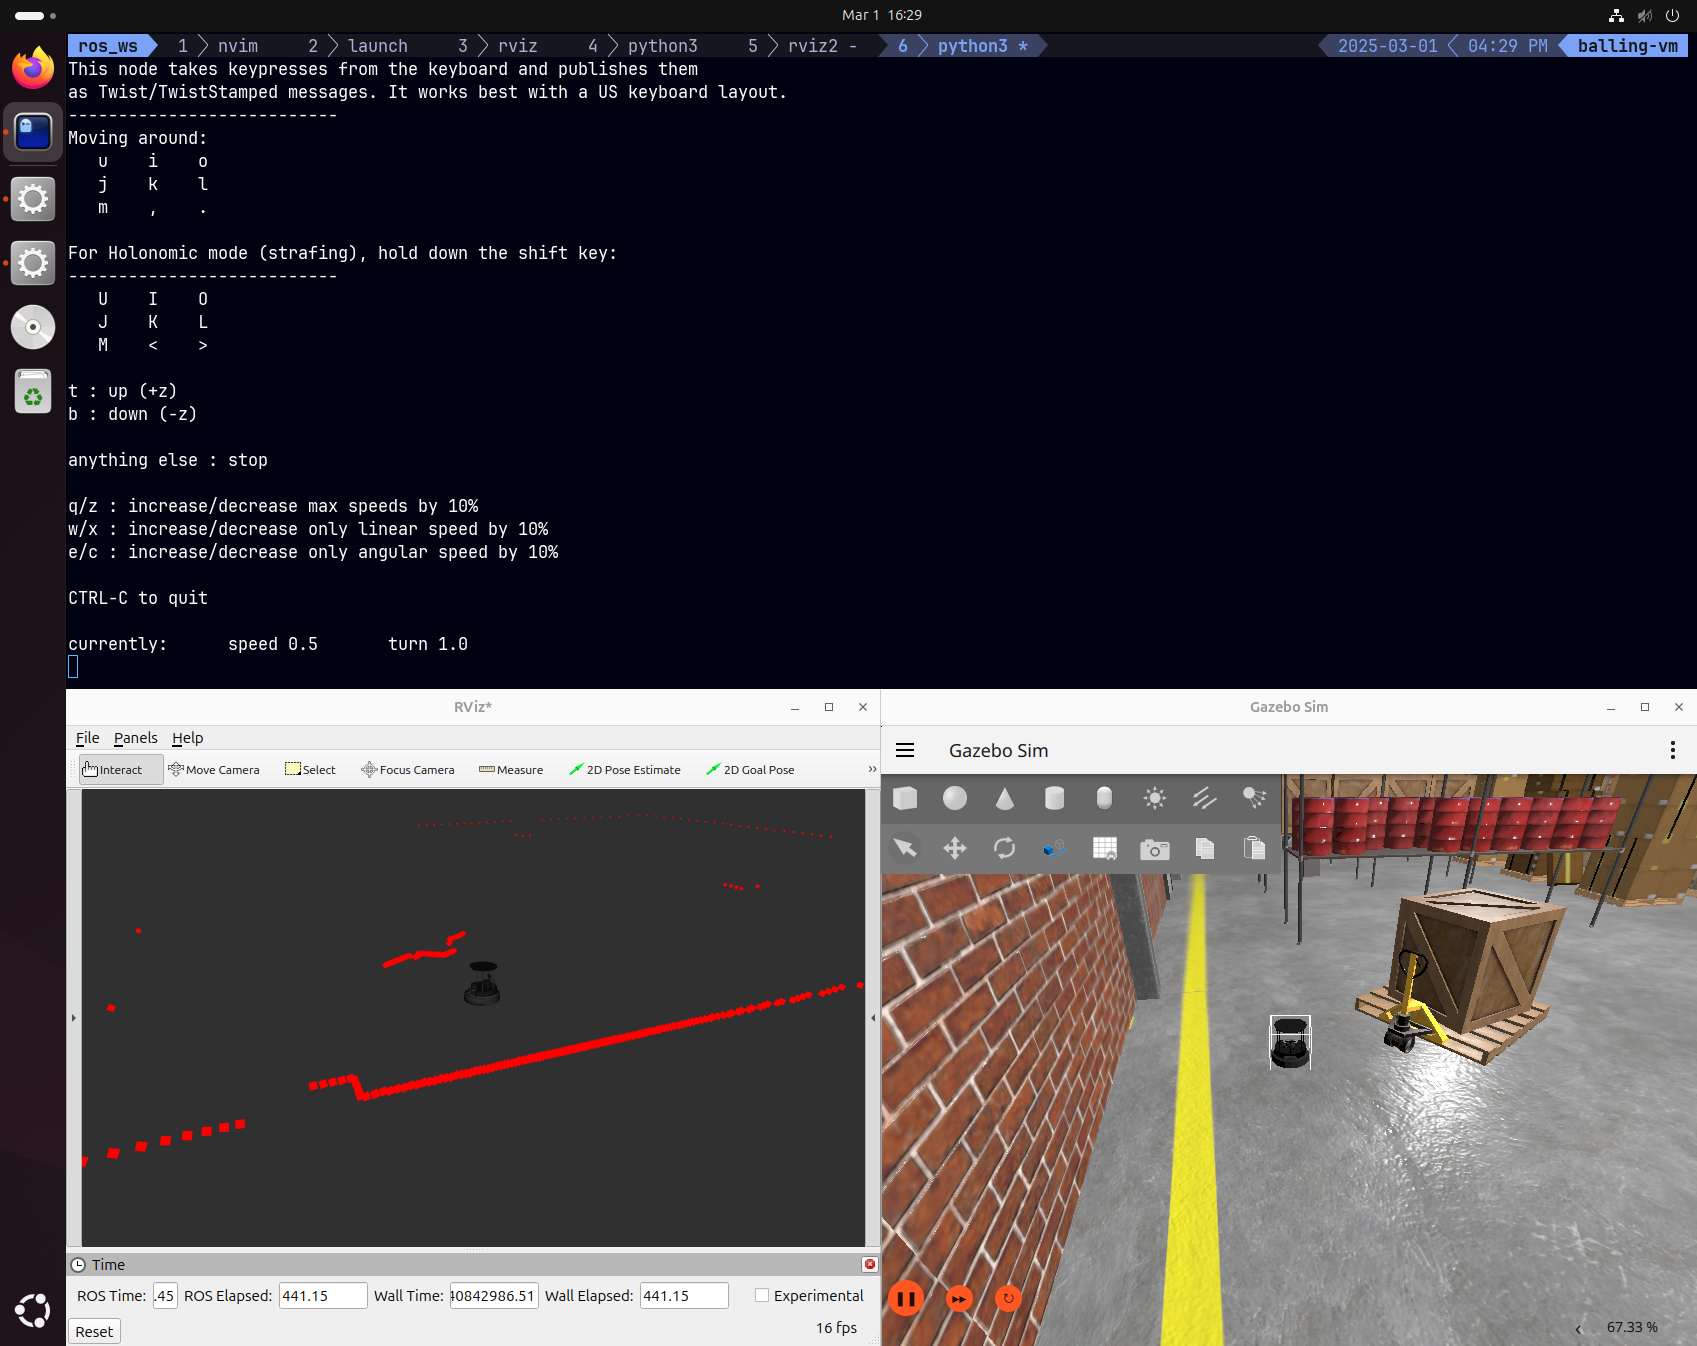 Mar 1 16:29
ros_ws 1 nvim 2 launch 3 rviz 4 python3 5 rviz2 - 6 python3 * 2025-03-01 04:29 PM balling-vm
This node takes keypresses from the keyboard and publishes them
as Twist/TwistStamped messages. It works best with a US keyboard layout.
---------------------------
Moving around:
u i o
j k l
m , .
For Holonomic mode (strafing), hold down the shift key:
---------------------------
U I O
J K L
M < >
t : up (+z)
b : down (-z)
anything else : stop
q/z : increase/decrease max speeds by 10%
w/x : increase/decrease only linear speed by 10%
e/c : increase/decrease only angular speed by 10%
CTRL-C to quit
currently: speed 0.5 turn 1.0
RViz*
File Panels Help
Interact Move Camera Select Focus Camera Measure 2D Pose Estimate 2D Goal Pose »
Time
ROS Time: .45 ROS Elapsed: 441.15 Wall Time: 40842986.51 Wall Elapsed: 441.15 Experimental
Reset 16 fps
Gazebo Sim
Gazebo Sim
67.33 %